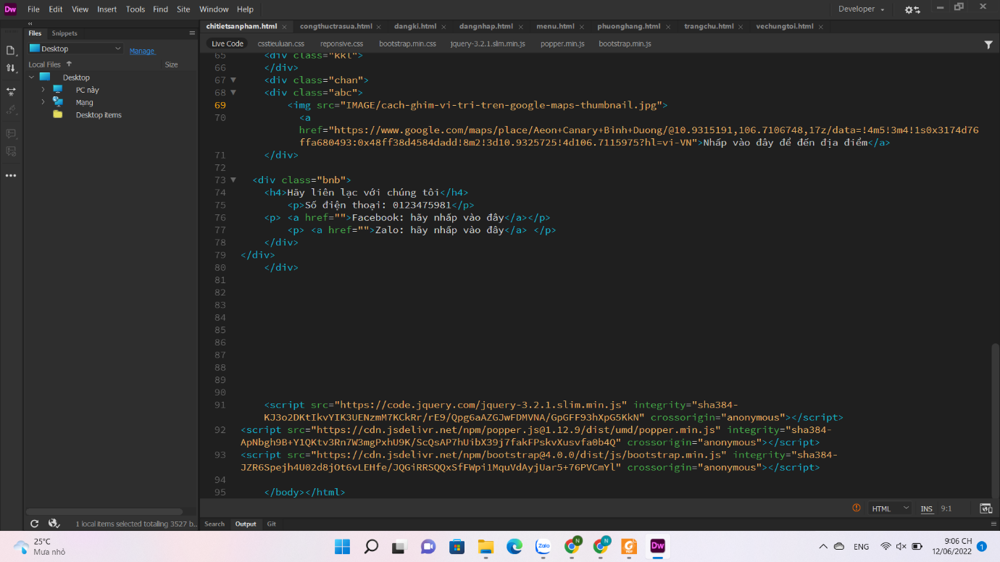 Dw File Edit View Insert Tools Find Site Window Help Developer
Files Snippets
Desktop Manage
Local Files Size
Desktop
PC này
Mạng
Desktop items
1 local items selected totalling 3527 b...
chitietsanpham.html congthuctrasua.html dangki.html dangnhap.html menu.html phuonghang.html trangchu.html vechungtoi.html
Live Code csstieuluan.css reponsive.css bootstrap.min.css jquery-3.2.1.slim.min.js popper.min.js bootstrap.min.js
65 <div class="kkl">
66 </div>
67 <div class="chan">
68 <div class="abc">
69 <img src="IMAGE/cach-ghim-vi-tri-tren-google-maps-thumbnail.jpg">
70 <a
href="https://www.google.com/maps/place/Aeon+Canary+Binh+Duong/@10.9315191,106.7106748,17z/data=!4m5!3m4!1s0x3174d76
ffa680493:0x48ff38d4584dadd!8m2!3d10.9325725!4d106.7115975?hl=vi-VN">Nhấp vào đây để đến địa điểm</a>
71 </div>
72
73 <div class="bnb">
74 <h4>Hãy liên lạc với chúng tôi</h4>
75 <p>Số điện thoại: 0123475981</p>
76 <p> <a href="">Facebook: hãy nhấp vào đây</a></p>
77 <p> <a href="">Zalo: hãy nhấp vào đây</a> </p>
78 </div>
79 </div>
80 </div>
81
82
83
84
85
86
87
88
89
90
91 <script src="https://code.jquery.com/jquery-3.2.1.slim.min.js" integrity="sha384-
KJ3o2DKtIkvYIK3UENzmM7KCkRr/rE9/Qpg6aAZGJwFDMVNA/GpGFF93hXpG5KkN" crossorigin="anonymous"></script>
92 <script src="https://cdn.jsdelivr.net/npm/popper.js@1.12.9/dist/umd/popper.min.js" integrity="sha384-
ApNbgh9B+Y1QKtv3Rn7W3mgPxhU9K/ScQsAP7hUibX39j7fakFPskvXusvfa0b4Q" crossorigin="anonymous"></script>
93 <script src="https://cdn.jsdelivr.net/npm/bootstrap@4.0.0/dist/js/bootstrap.min.js" integrity="sha384-
JZR6Spejh4U02d8jOt6vLEHfe/JQGiRRSQQxSfFWpi1MquVdAyjUar5+76PVCmYl" crossorigin="anonymous"></script>
94
95 </body></html>
HTML INS 9:1
Search Output Git
25°C
Mưa nhỏ
Zalo N N PDF Dw
ENG
9:06 CH
12/06/2022 1